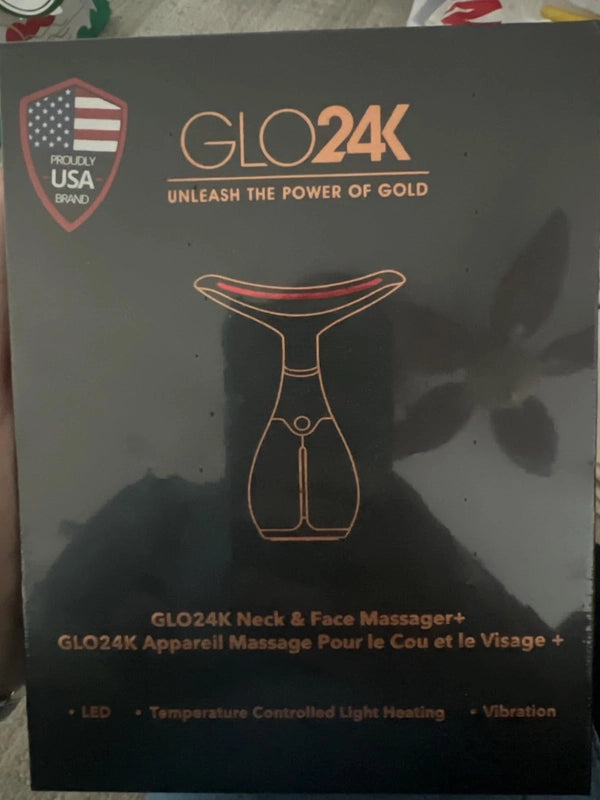 PROUDLY
USA
BRAND
GLO24K
UNLEASH THE POWER OF GOLD
GLO24K Neck & Face Massager+
GLO24K Appareil Massage Pour le Cou et le Visage +
• LED • Temperature Controlled Light Heating • Vibration